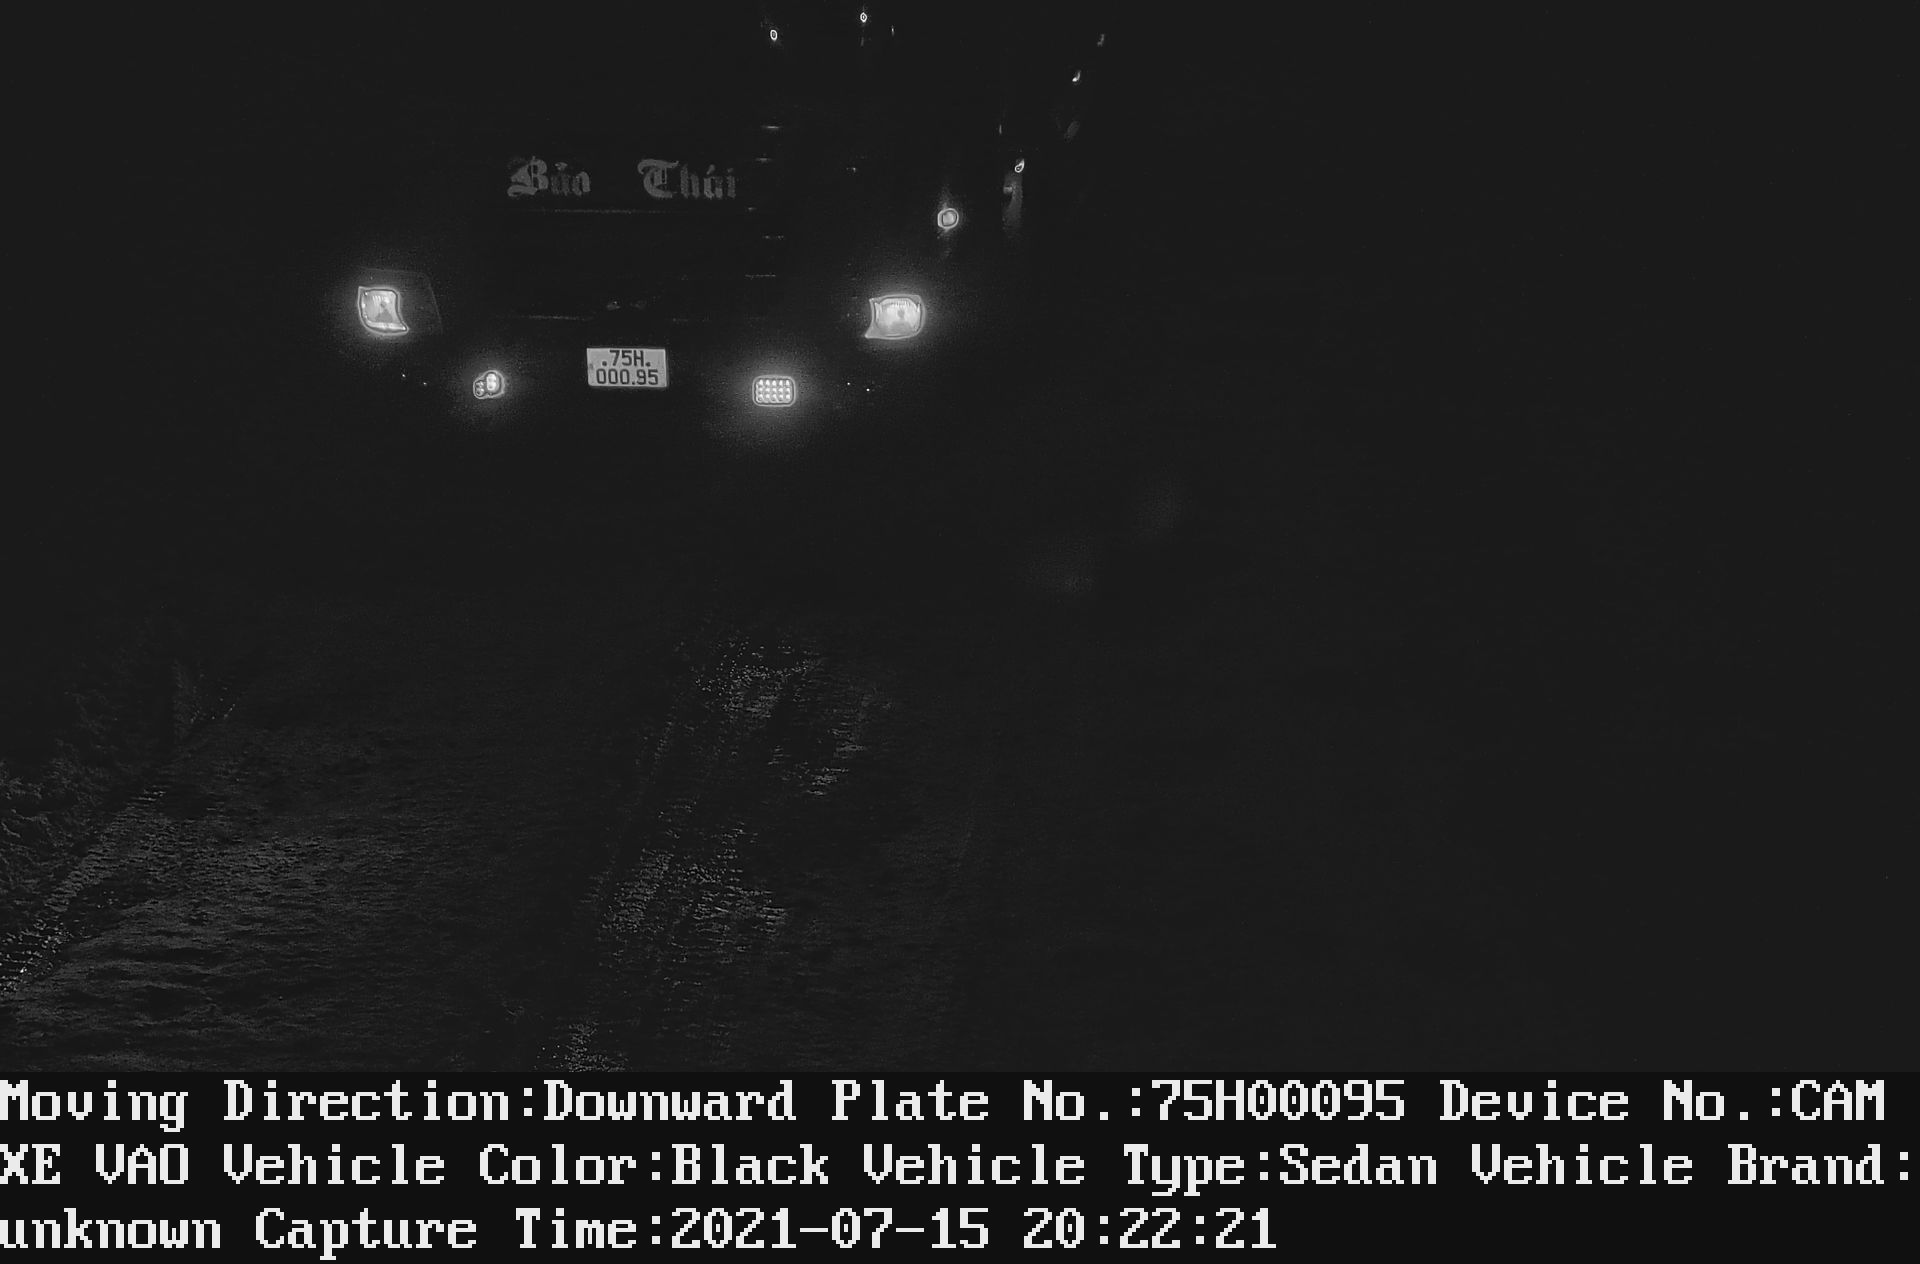 Bảo Thái
.75H.
000.95
Moving Direction:Downward Plate No.:75H00095 Device No.:CAM
XE VAO Vehicle Color:Black Vehicle Type:Sedan Vehicle Brand:
unknown Capture Time:2021-07-15 20:22:21